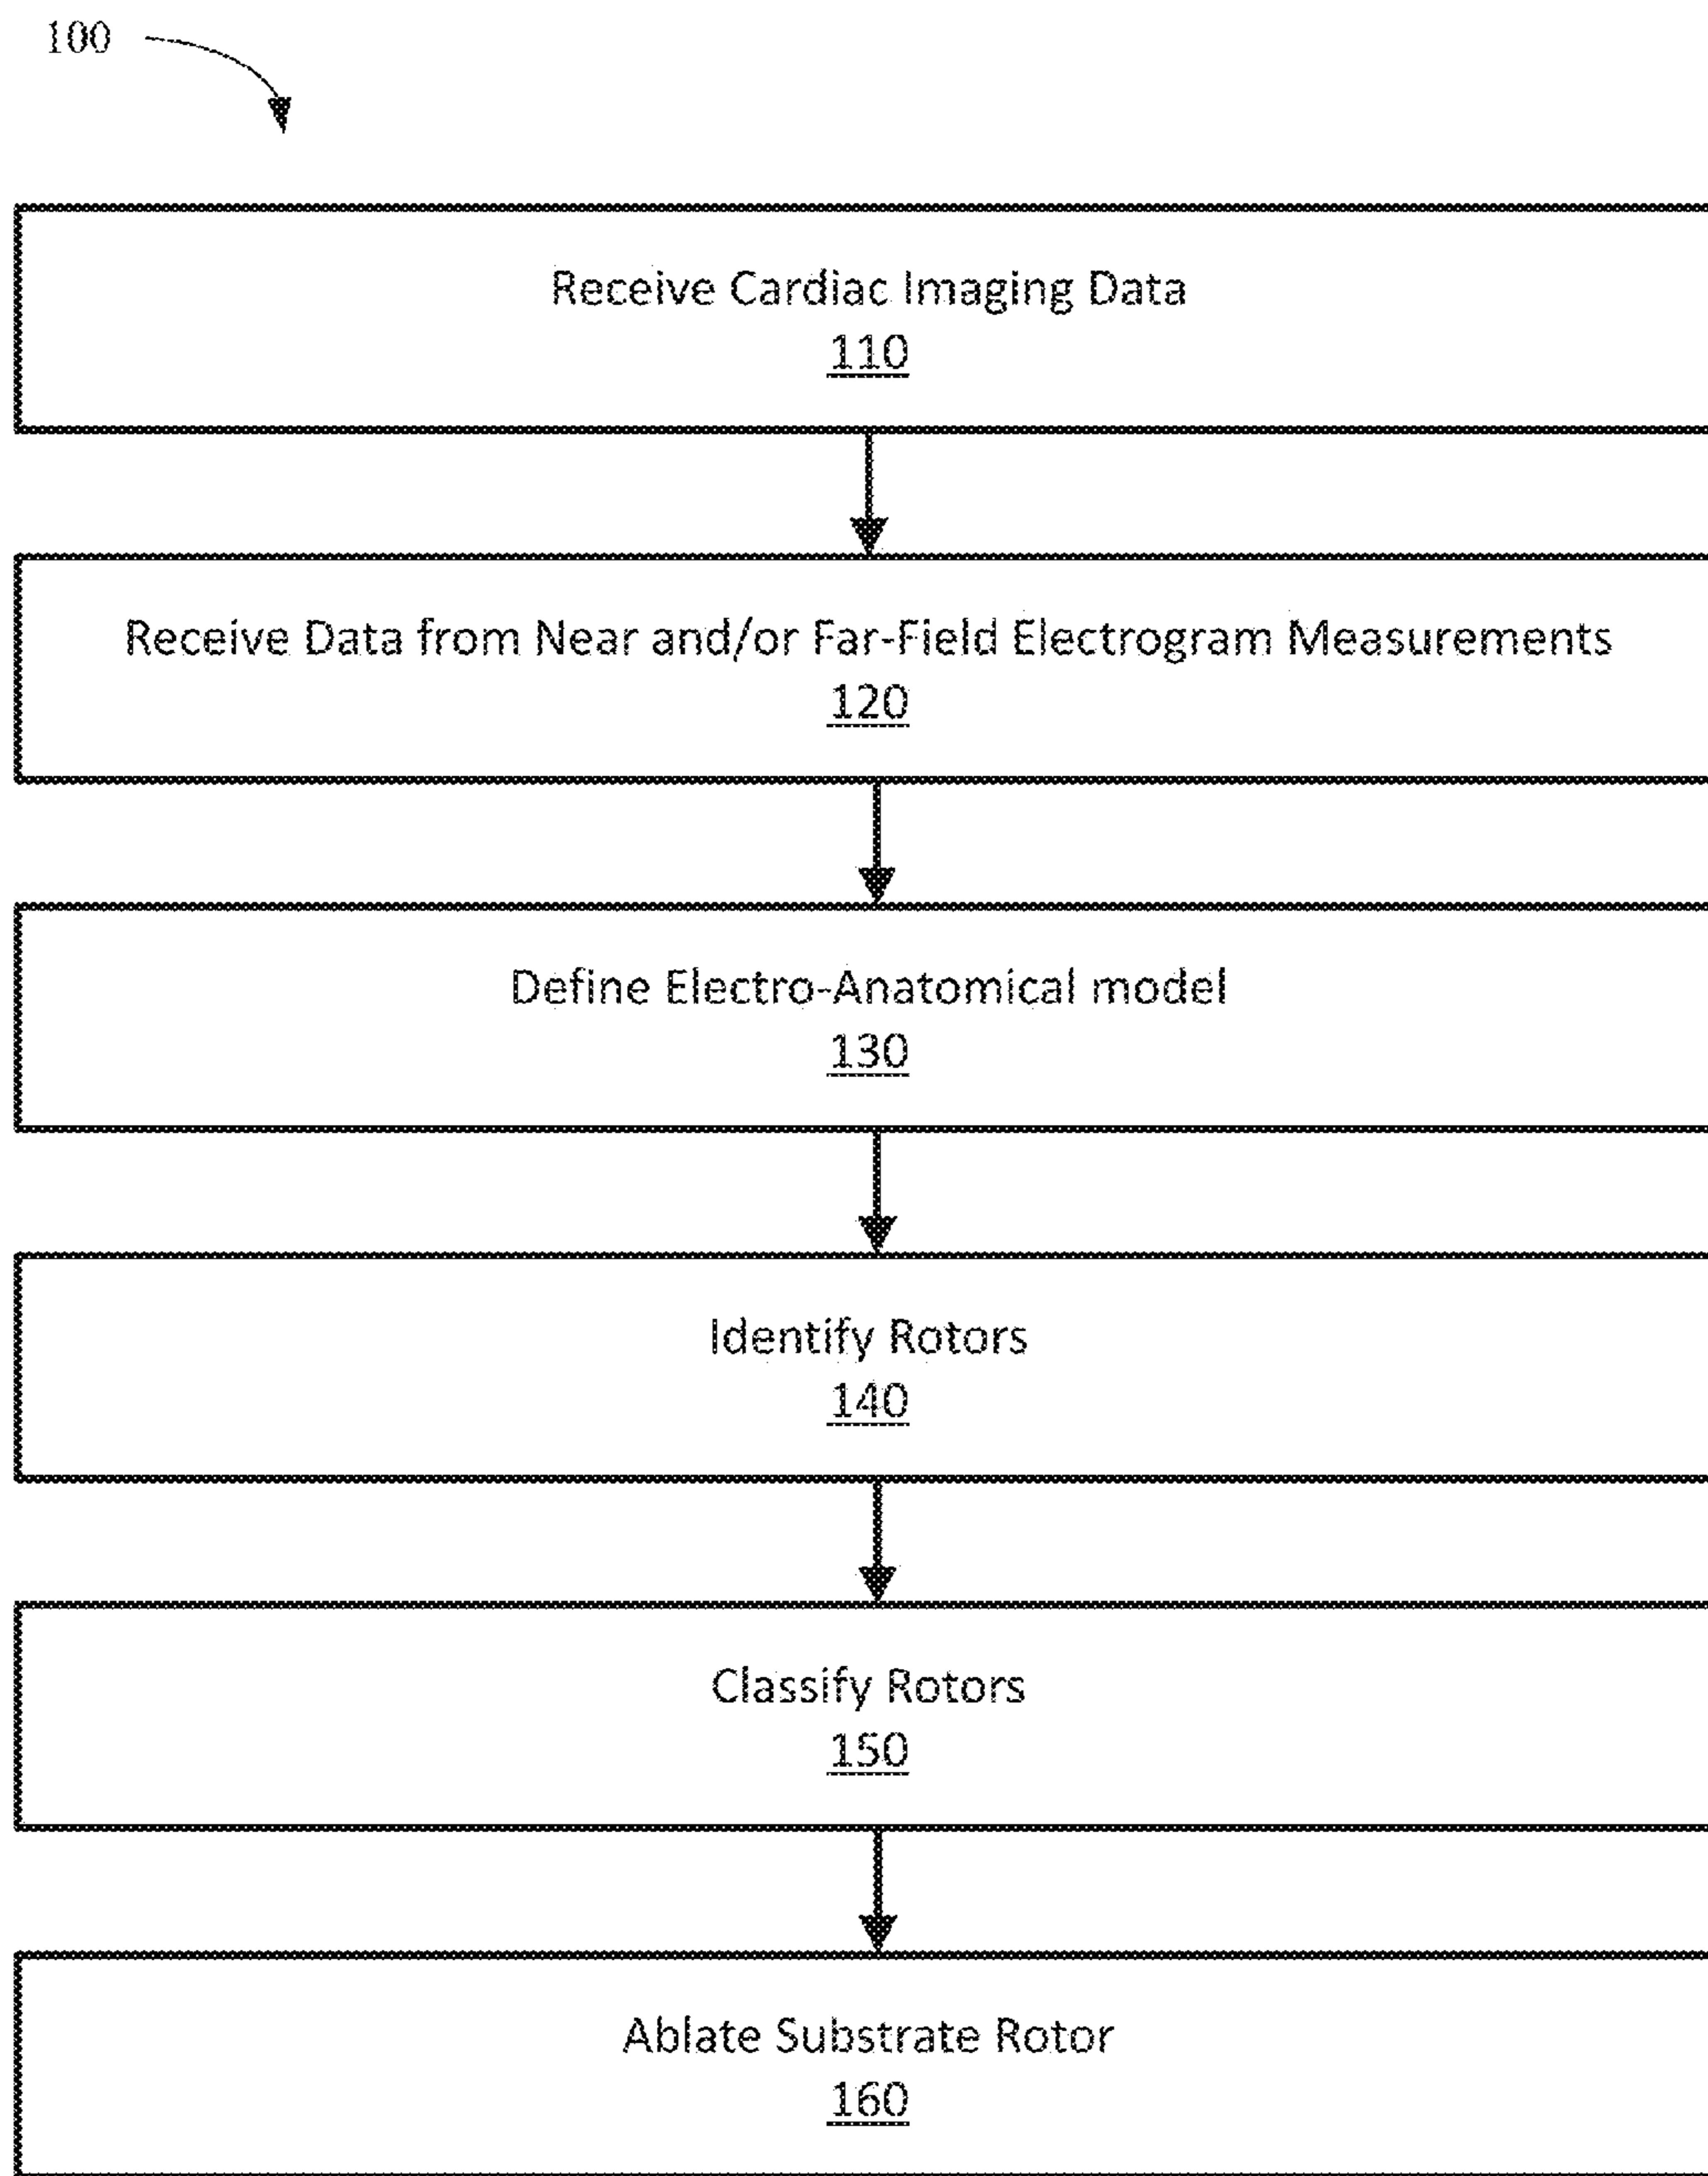 100
Receive Cardiac Imaging Data
110
Receive Data from Near and/or Far-Field Electrogram Measurements
120
Define Electro-Anatomical model
130
Identify Rotors
140
Classify Rotors
150
Ablate Substrate Rotor
160